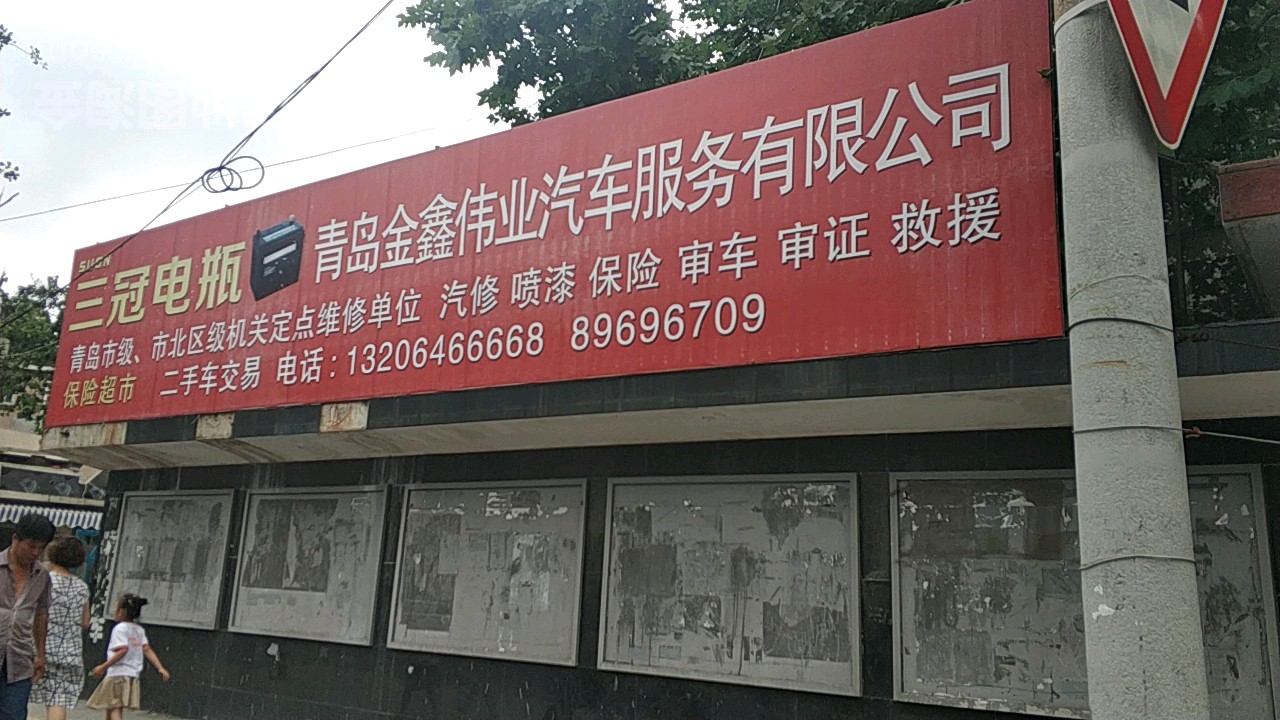 SUGN
三冠电瓶
青岛金鑫伟业汽车服务有限公司
青岛市级、市北区级机关定点维修单位 汽修 喷漆 保险 审车 审证 救援
保险超市 二手车交易 电话：13206466668 89696709